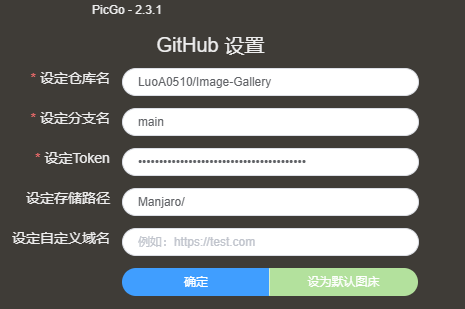 PicGo - 2.3.1
GitHub 设置
* 设定仓库名 LuoA0510/Image-Gallery
* 设定分支名 main
* 设定Token ••••••••••••••••••••••••••••••••••••••••
设定存储路径 Manjaro/
设定自定义域名 例如：https://test.com
确定 设为默认图床